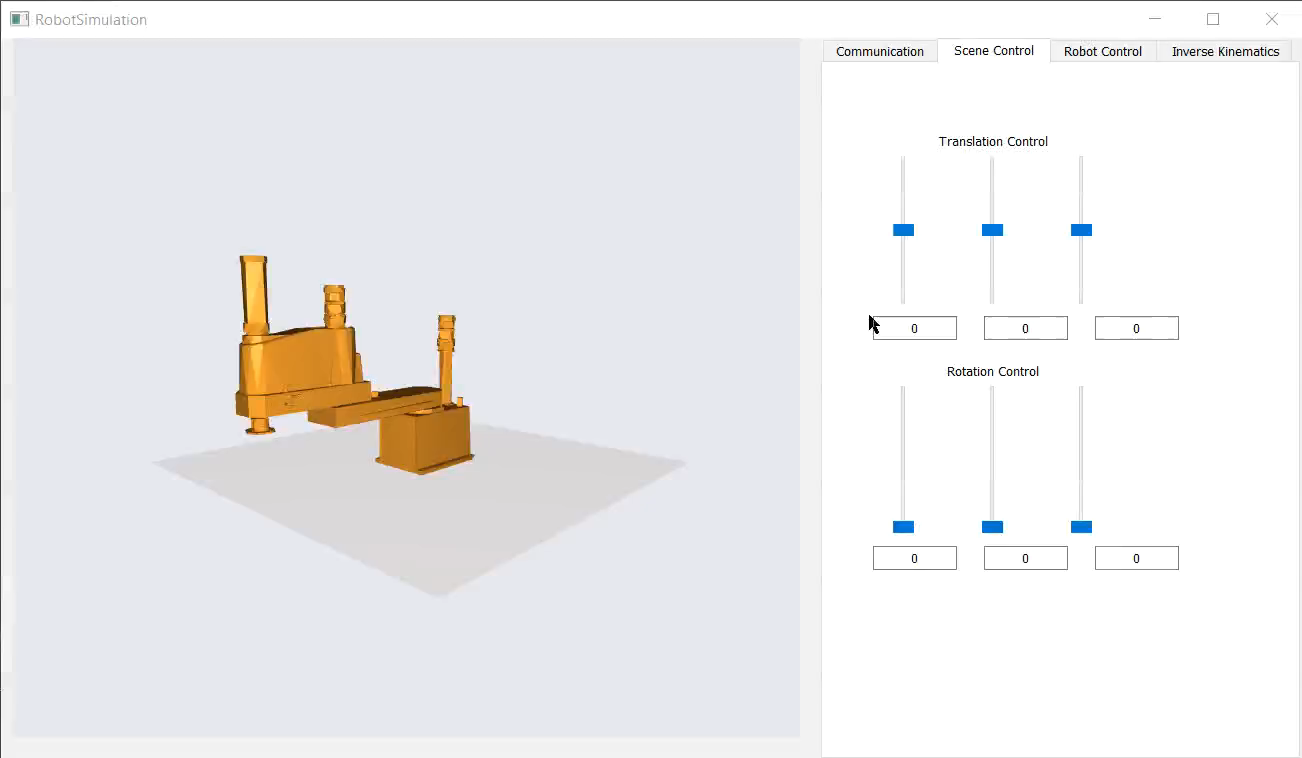 RobotSimulation
Communication Scene Control Robot Control Inverse Kinematics
Translation Control
0 0 0
Rotation Control
0 0 0